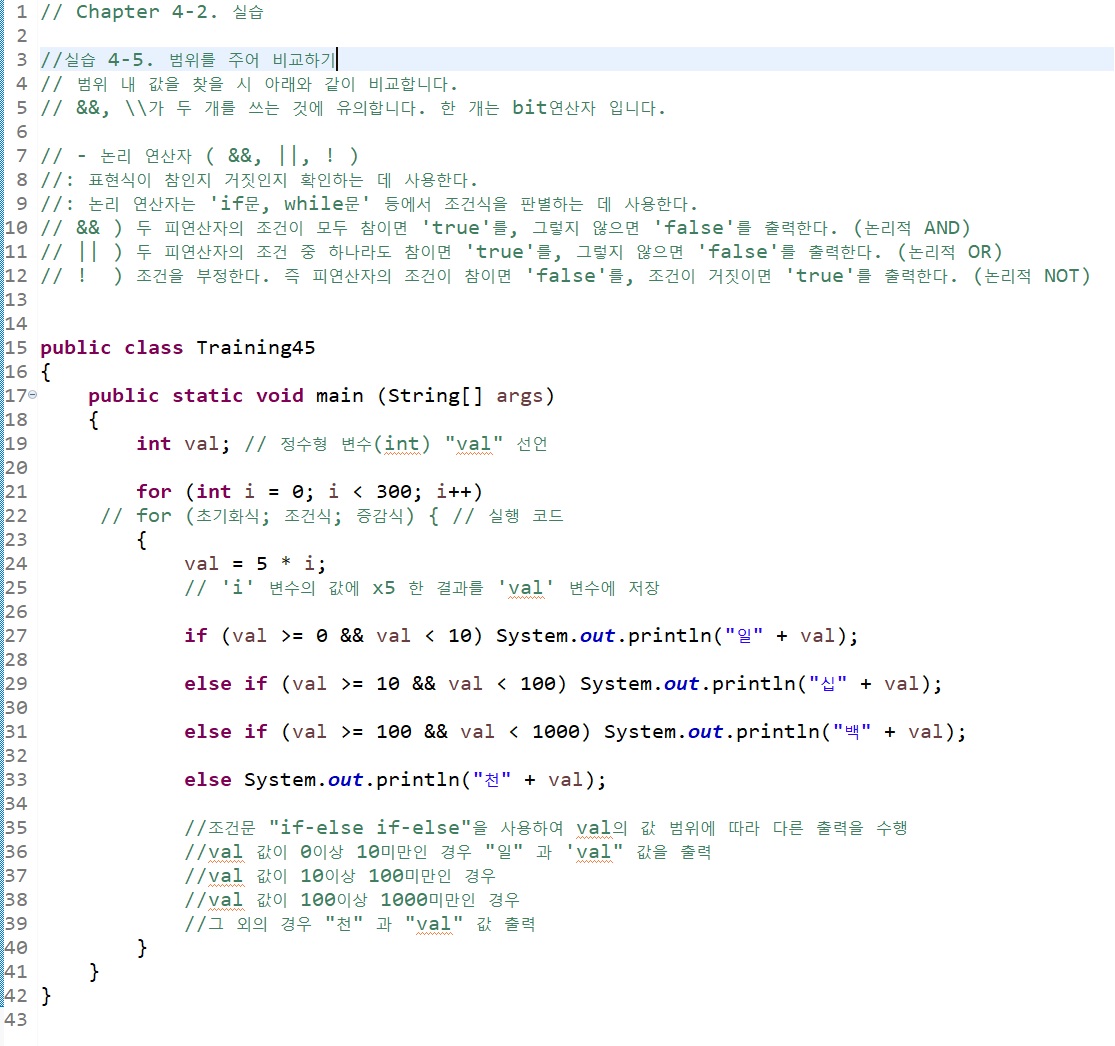 1 // Chapter 4-2. 실습
2
3 //실습 4-5. 범위를 주어 비교하기
4 // 범위 내 값을 찾을 시 아래와 같이 비교합니다.
5 // &&, \\가 두 개를 쓰는 것에 유의합니다. 한 개는 bit연산자 입니다.
6
7 // - 논리 연산자 ( &&, ||, ! )
8 //: 표현식이 참인지 거짓인지 확인하는 데 사용한다.
9 //: 논리 연산자는 'if문, while문' 등에서 조건식을 판별하는 데 사용한다.
10 // && ) 두 피연산자의 조건이 모두 참이면 'true'를, 그렇지 않으면 'false'를 출력한다. (논리적 AND)
11 // || ) 두 피연산자의 조건 중 하나라도 참이면 'true'를, 그렇지 않으면 'false'를 출력한다. (논리적 OR)
12 // !  ) 조건을 부정한다. 즉 피연산자의 조건이 참이면 'false'를, 조건이 거짓이면 'true'를 출력한다. (논리적 NOT)
13
14
15 public class Training45
16 {
17     public static void main (String[] args)
18     {
19         int val; // 정수형 변수(int) "val" 선언
20
21         for (int i = 0; i < 300; i++)
22      // for (초기화식; 조건식; 증감식) { // 실행 코드
23         {
24             val = 5 * i;
25             // 'i' 변수의 값에 x5 한 결과를 'val' 변수에 저장
26
27             if (val >= 0 && val < 10) System.out.println("일" + val);
28
29             else if (val >= 10 && val < 100) System.out.println("십" + val);
30
31             else if (val >= 100 && val < 1000) System.out.println("백" + val);
32
33             else System.out.println("천" + val);
34
35             //조건문 "if-else if-else"을 사용하여 val의 값 범위에 따라 다른 출력을 수행
36             //val 값이 0이상 10미만인 경우 "일" 과 'val" 값을 출력
37             //val 값이 10이상 100미만인 경우
38             //val 값이 100이상 1000미만인 경우
39             //그 외의 경우 "천" 과 "val" 값 출력
40         }
41     }
42 }
43